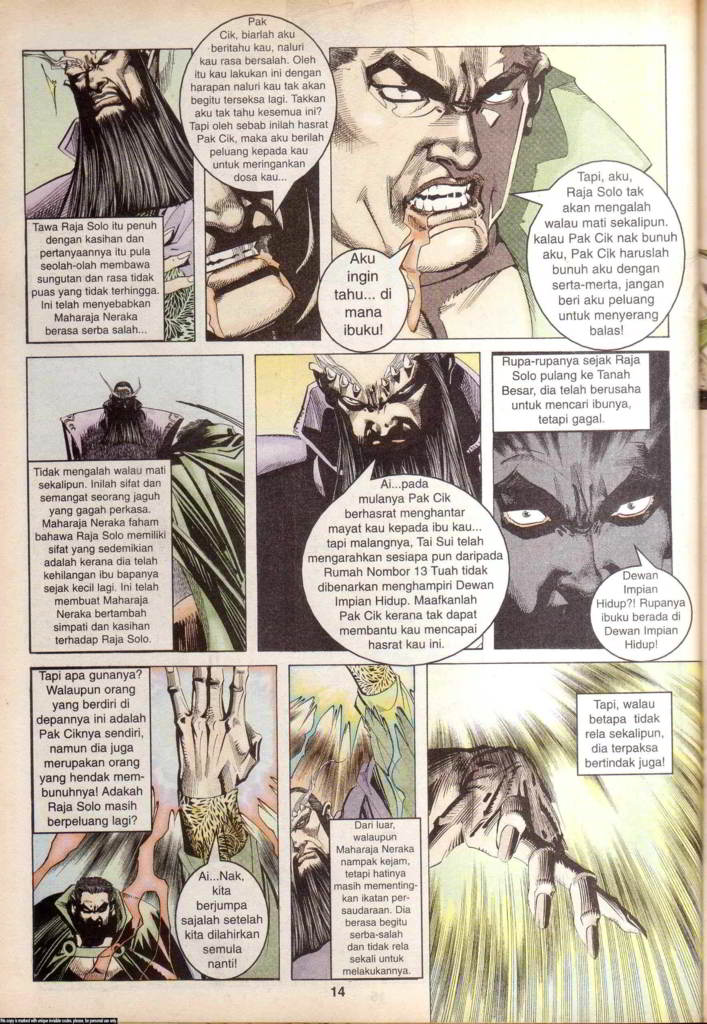 Pak
Cik, biarlah aku
beritahu kau, naluri
kau rasa bersalah. Oleh
itu kau lakukan ini dengan
harapan naluri kau tak akan
begitu terseksa lagi. Takkan
aku tak tahu kesemua ini?
Tapi oleh sebab inilah hasrat
Pak Cik, maka aku berilah
peluang kepada kau
untuk meringankan
dosa kau...
Tawa Raja Solo itu penuh
dengan kasihan dan
pertanyaannya itu pula
seolah-olah membawa
sungutan dan rasa tidak
puas yang tidak terhingga.
Ini telah menyebabkan
Maharaja Neraka
berasa serba salah...
Aku
ingin
tahu... di
mana
ibuku!
Tapi, aku,
Raja Solo tak
akan mengalah
walau mati sekalipun.
kalau Pak Cik nak bunuh
aku, Pak Cik haruslah
bunuh aku dengan
serta-merta, jangan
beri aku peluang
untuk menyerang
balas!
Tidak mengalah walau mati
sekalipun. Inilah sifat dan
semangat seorang jaguh
yang gagah perkasa.
Maharaja Neraka faham
bahawa Raja Solo memiliki
sifat yang sedemikian
adalah kerana dia telah
kehilangan ibu bapanya
sejak kecil lagi. Ini telah
membuat Maharaja
Neraka bertambah
simpati dan kasihan
terhadap Raja Solo.
Ai...pada
mulanya Pak Cik
berhasrat menghantar
mayat kau kepada ibu kau...
tapi malangnya, Tai Sui telah
mengarahkan sesiapa pun daripada
Rumah Nombor 13 Tuah tidak
dibenarkan menghampiri Dewan
Impian Hidup. Maafkanlah
Pak Cik kerana tak dapat
membantu kau mencapai
hasrat kau ini.
Rupa-rupanya sejak Raja
Solo pulang ke Tanah
Besar, dia telah berusaha
untuk mencari ibunya,
tetapi gagal.
Dewan
Impian
Hidup?! Rupanya
ibuku berada di
Dewan Impian
Hidup!
Tapi apa gunanya?
Walaupun orang
yang berdiri di
depannya ini adalah
Pak Ciknya sendiri,
namun dia juga
merupakan orang
yang hendak mem-
bunuhnya! Adakah
Raja Solo masih
berpeluang lagi?
Ai...Nak,
kita
berjumpa
sajalah setelah
kita dilahirkan
semula
nanti!
Dari luar,
walaupun
Maharaja Neraka
nampak kejam,
tetapi hatinya
masih mementing-
kan ikatan per-
saudaraan. Dia
berasa begitu
serba-salah
dan tidak rela
sekali untuk
melakukannya.
Tapi, walau
betapa tidak
rela sekalipun,
dia terpaksa
bertindak juga!
14
This copy is marked with unique invisible codes, please, for personal use only.